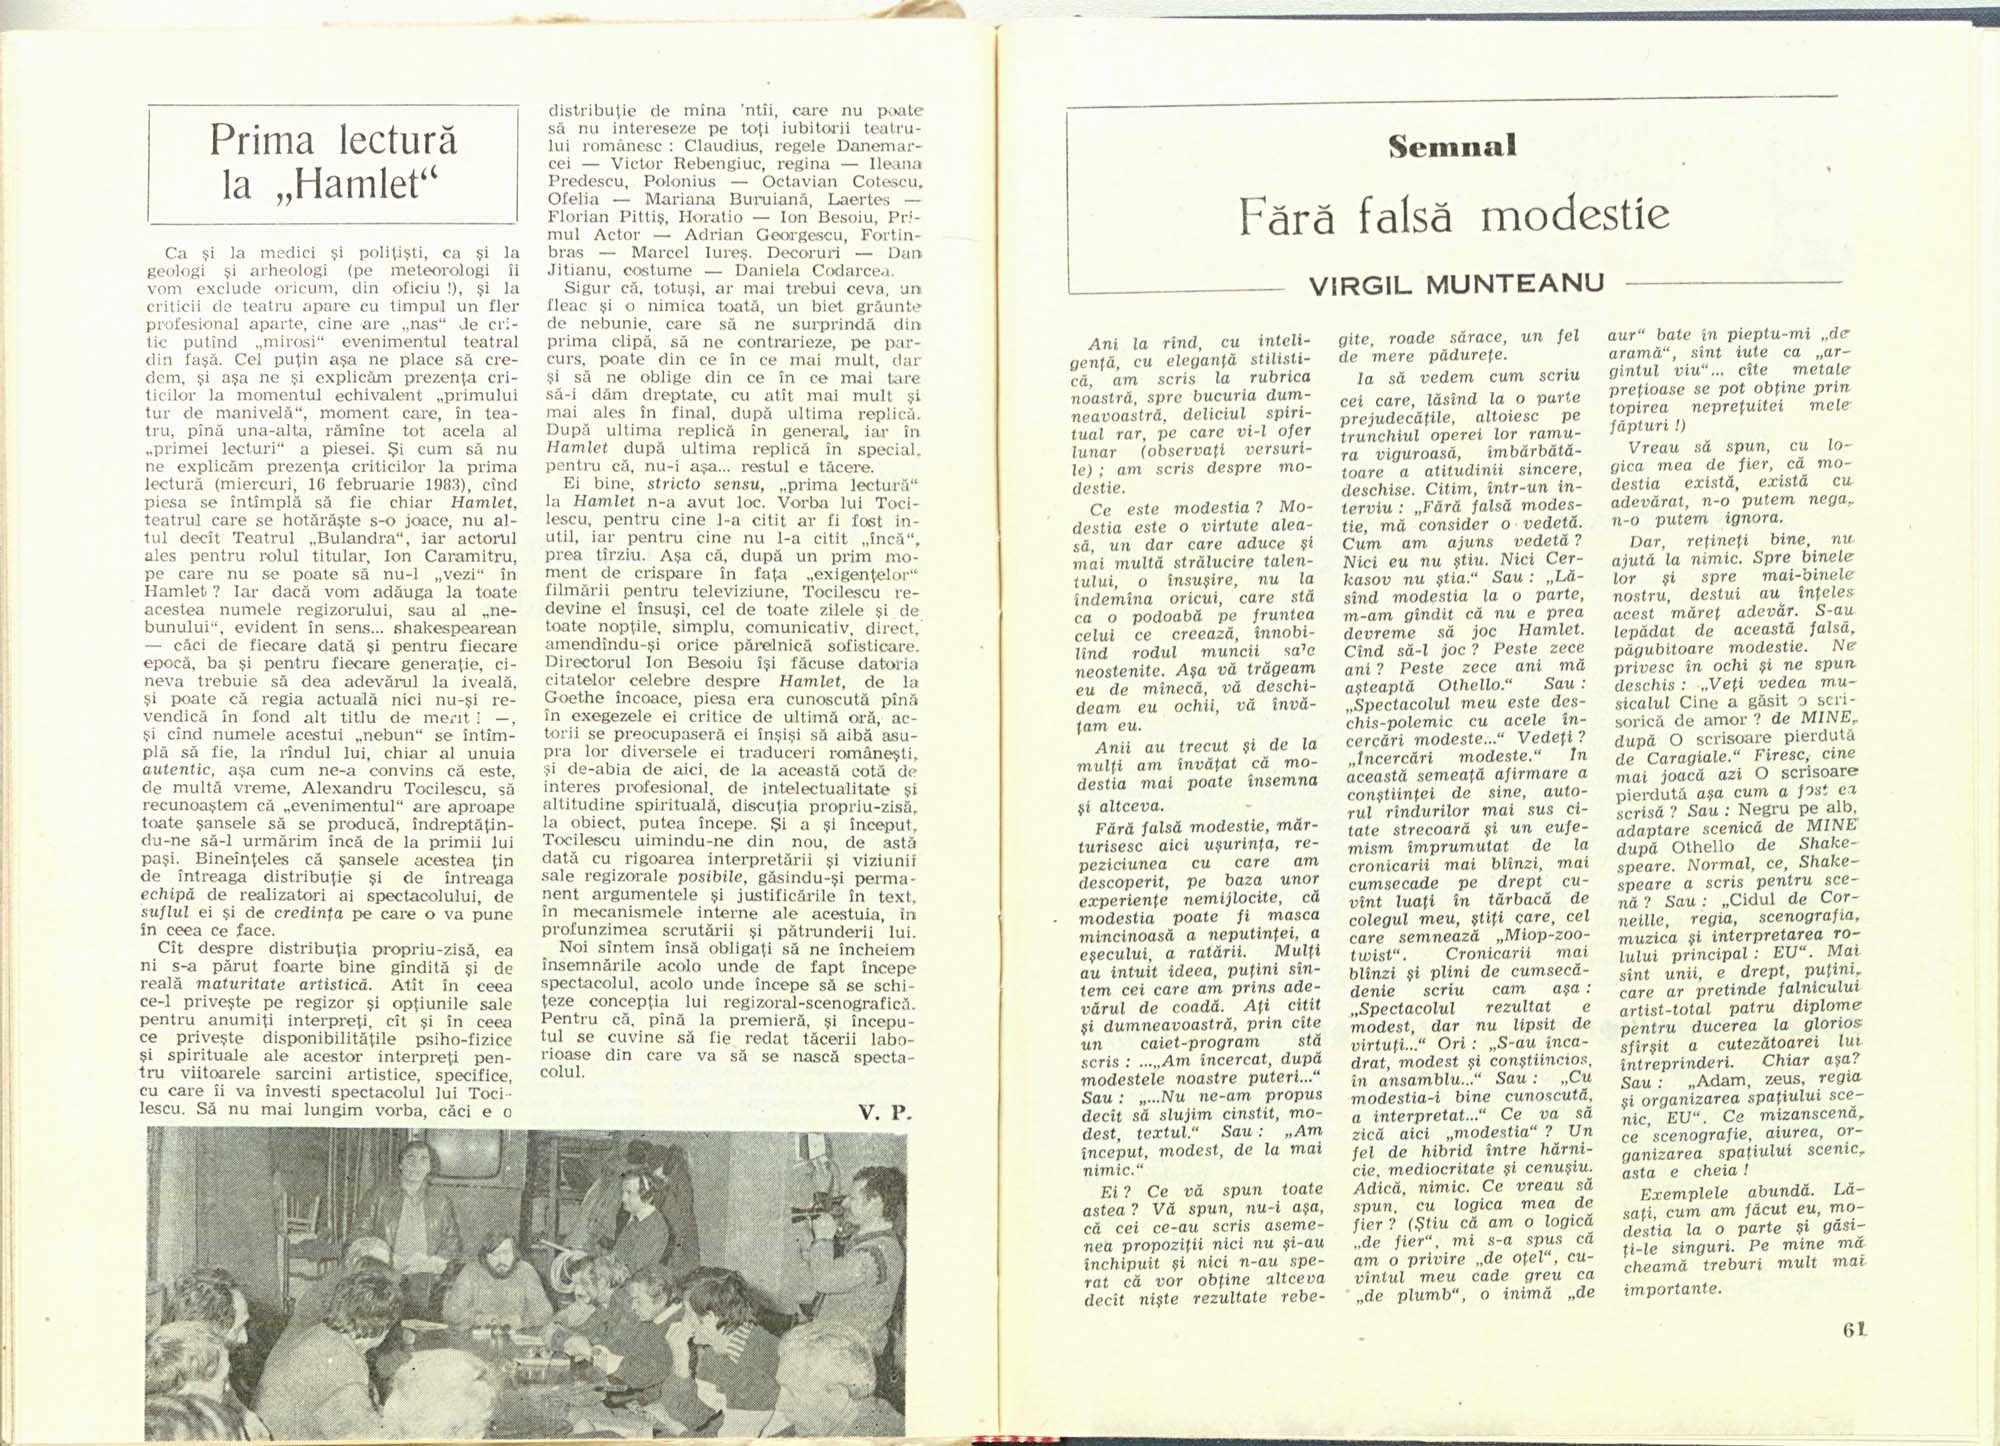 Prima lectură
la „Hamlet“
Ca și la medici și polițiști, ca și la
geologi și arheologi (pe meteorologi îi
vom exclude oricum, din oficiu !), și la
criticii de teatru apare cu timpul un fler
profesional aparte, cine are „nas“ de cri-
tic putînd „mirosi“ evenimentul teatral
din fașă. Cel puțin așa ne place să cre-
dem, și așa ne și explicăm prezența cri-
ticilor la momentul echivalent „primului
tur de manivelă“, moment care, în tea-
tru, pînă una-alta, rămîne tot acela al
„primei lecturi“ a piesei. Și cum să nu
ne explicăm prezența criticilor la prima
lectură (miercuri, 16 februarie 1983), cînd
piesa se întîmplă să fie chiar Hamlet,
teatrul care se hotărăște s-o joace, nu al-
tul decît Teatrul „Bulandra“, iar actorul
ales pentru rolul titular, Ion Caramitru,
pe care nu se poate să nu-l „vezi“ în
Hamlet ? Iar dacă vom adăuga la toate
acestea numele regizorului, sau al „ne-
bunului“, evident în sens... shakespearean
— căci de fiecare dată și pentru fiecare
epocă, ba și pentru fiecare generație, ci-
neva trebuie să dea adevărul la iveală,
și poate că regia actuală nici nu-și re-
vendică în fond alt titlu de merit ! —,
și cînd numele acestui „nebun“ se întîm-
plă să fie, la rîndul lui, chiar al unuia
autentic, așa cum ne-a convins că este,
de multă vreme, Alexandru Tocilescu, să
recunoaștem că „evenimentul“ are aproape
toate șansele să se producă, îndreptățin-
du-ne să-l urmărim încă de la primii lui
pași. Bineînțeles că șansele acestea țin
de întreaga distribuție și de întreaga
echipă de realizatori ai spectacolului, de
suflul ei și de credința pe care o va pune
în ceea ce face.
Cît despre distribuția propriu-zisă, ea
ni s-a părut foarte bine gîndită și de
reală maturitate artistică. Atît în ceea
ce-l privește pe regizor și opțiunile sale
pentru anumiți interpreți, cît și în ceea
ce privește disponibilitățile psiho-fizice
și spirituale ale acestor interpreți pen-
tru viitoarele sarcini artistice, specifice,
cu care îi va învesti spectacolul lui Toci-
lescu. Să nu mai lungim vorba, căci e o
distribuție de mîna 'ntîi, care nu poate
să nu intereseze pe toți iubitorii teatru-
lui românesc : Claudius, regele Danemar-
cei — Victor Rebengiuc, regina — Ileana
Predescu, Polonius — Octavian Cotescu,
Ofelia — Mariana Buruiană, Laertes —
Florian Pittiș, Horatio — Ion Besoiu, Pri-
mul Actor — Adrian Georgescu, Fortin-
bras — Marcel Iureș. Decoruri — Dan
Jitianu, costume — Daniela Codarcea.
Sigur că, totuși, ar mai trebui ceva, un
fleac și o nimica toată, un biet grăunte
de nebunie, care să ne surprindă din
prima clipă, să ne contrarieze, pe par-
curs, poate din ce în ce mai mult, dar
și să ne oblige din ce în ce mai tare
să-i dăm dreptate, cu atît mai mult și
mai ales în final, după ultima replică.
După ultima replică în general, iar în
Hamlet după ultima replică în special,
pentru că, nu-i așa... restul e tăcere.
Ei bine, stricto sensu, „prima lectură“
la Hamlet n-a avut loc. Vorba lui Toci-
lescu, pentru cine l-a citit ar fi fost in-
util, iar pentru cine nu l-a citit „încă“,
prea tîrziu. Așa că, după un prim mo-
ment de crispare în fața „exigențelor“
filmării pentru televiziune, Tocilescu re-
devine el însuși, cel de toate zilele și de
toate nopțile, simplu, comunicativ, direct,
amendîndu-și orice părelnică sofisticare.
Directorul Ion Besoiu își făcuse datoria
citatelor celebre despre Hamlet, de la
Goethe încoace, piesa era cunoscută pînă
în exegezele ei critice de ultimă oră, ac-
torii se preocupaseră ei înșiși să aibă asu-
pra lor diversele ei traduceri românești,
și de-abia de aici, de la această cotă de
interes profesional, de intelectualitate și
altitudine spirituală, discuția propriu-zisă,
la obiect, putea începe. Și a și început,
Tocilescu uimindu-ne din nou, de astă
dată cu rigoarea interpretării și viziunii
sale regizorale posibile, găsindu-și perma-
nent argumentele și justificările în text,
în mecanismele interne ale acestuia, în
profunzimea scrutării și pătrunderii lui.
Noi sîntem însă obligați să ne încheiem
însemnările acolo unde de fapt începe
spectacolul, acolo unde începe să se schi-
țeze concepția lui regizoral-scenografică.
Pentru că, pînă la premieră, și începu-
tul se cuvine să fie redat tăcerii labo-
rioase din care va să se nască specta-
colul.
V. P.
Semnal
Fără falsă modestie
VIRGIL MUNTEANU
Ani la rînd, cu inteli-
gență, cu eleganță stilisti-
că, am scris la rubrica
noastră, spre bucuria dum-
neavoastră, deliciul spiri-
tual rar, pe care vi-l ofer
lunar (observați versuri-
le) ; am scris despre mo-
destie.
Ce este modestia ? Mo-
destia este o virtute alea-
să, un dar care aduce și
mai multă strălucire talen-
tului, o însușire, nu la
îndemîna oricui, care stă
ca o podoabă pe fruntea
celui ce creează, înnobi-
lînd rodul muncii sale
neostenite. Așa vă trăgeam
eu de mînecă, vă deschi-
deam eu ochii, vă învă-
țam eu.
Anii au trecut și de la
mulți am învățat că mo-
destia mai poate însemna
și altceva.
Fără falsă modestie, măr-
turisesc aici ușurința, re-
peziciunea cu care am
descoperit, pe baza unor
experiențe nemijlocite, că
modestia poate fi masca
mincinoasă a neputinței, a
eșecului, a ratării. Mulți
au intuit ideea, puțini sîn-
tem cei care am prins ade-
vărul de coadă. Ați citit
și dumneavoastră, prin cîte
un caiet-program stă
scris : ...„Am încercat, după
modestele noastre puteri...“
Sau : „...Nu ne-am propus
decît să slujim cinstit, mo-
dest, textul.“ Sau : „Am
început, modest, de la mai
nimic.“
Ei ? Ce vă spun toate
astea ? Vă spun, nu-i așa,
că cei ce-au scris aseme-
nea propoziții nici nu și-au
închipuit și nici n-au spe-
rat că vor obține altceva
decît niște rezultate rebe-
gite, roade sărace, un fel
de mere pădurețe.
Ia să vedem cum scriu
cei care, lăsînd la o parte
prejudecățile, altoiesc pe
trunchiul operei lor ramu-
ra viguroasă, îmbărbătă-
toare a atitudinii sincere,
deschise. Citim, într-un in-
terviu : „Fără falsă modes-
tie, mă consider o vedetă.
Cum am ajuns vedetă ?
Nici eu nu știu. Nici Cer-
kasov nu știa.“ Sau : „Lă-
sînd modestia la o parte,
m-am gîndit că nu e prea
devreme să joc Hamlet.
Cînd să-l joc ? Peste zece
ani ? Peste zece ani mă
așteaptă Othello.“ Sau :
„Spectacolul meu este des-
chis-polemic cu acele în-
cercări modeste...“ Vedeți ?
„Încercări modeste.“ În
această semeață afirmare a
conștiinței de sine, auto-
rul rîndurilor mai sus ci-
tate strecoară și un eufe-
mism împrumutat de la
cronicarii mai blînzi, mai
cumsecade pe drept cu-
vînt luați în tărbacă de
colegul meu, știți care, cel
care semnează „Miop-zoo-
twist“. Cronicarii mai
blînzi și plini de cumsecă-
denie scriu cam așa :
„Spectacolul rezultat e
modest, dar nu lipsit de
virtuți...“ Ori : „S-au înca-
drat, modest și conștiincios,
în ansamblu...“ Sau : „Cu
modestia-i bine cunoscută,
a interpretat...“ Ce va să
zică aici „modestia“ ? Un
fel de hibrid între hărni-
cie, mediocritate și cenușiu.
Adică, nimic. Ce vreau să
spun, cu logica mea de
fier ? (Știu că am o logică
„de fier“, mi s-a spus că
am o privire „de oțel“, cu-
vîntul meu cade greu ca
„de plumb“, o inimă „de
aur“ bate în pieptu-mi „de
aramă“, sînt iute ca „ar-
gintul viu“... cîte metale
prețioase se pot obține prin
topirea neprețuitei mele
făpturi !)
Vreau să spun, cu lo-
gica mea de fier, că mo-
destia există, există cu
adevărat, n-o putem nega,
n-o putem ignora.
Dar, rețineți bine, nu
ajută la nimic. Spre binele
lor și spre mai-binele
nostru, destui au înțeles
acest măreț adevăr. S-au
lepădat de această falsă,
păgubitoare modestie. Ne
privesc în ochi și ne spun
deschis : „Veți vedea mu-
sicalul Cine a găsit o scri-
sorică de amor ? de MINE,
după O scrisoare pierdută
de Caragiale.“ Firesc, cine
mai joacă azi O scrisoare
pierdută așa cum a fost ea
scrisă ? Sau : Negru pe alb,
adaptare scenică de MINE
după Othello de Shake-
speare. Normal, ce, Shake-
speare a scris pentru sce-
nă ? Sau : „Cidul de Cor-
neille, regia, scenografia,
muzica și interpretarea ro-
lului principal : EU“. Mai
sînt unii, e drept, puțini,
care ar pretinde falnicului
artist-total patru diplome
pentru ducerea la glorios
sfîrșit a cutezătoarei lui
întreprinderi. Chiar așa?
Sau : „Adam, zeus, regia
și organizarea spațiului sce-
nic, EU“. Ce mizanscenă,
ce scenografie, aiurea, or-
ganizarea spațiului scenic,
asta e cheia !
Exemplele abundă. Lă-
sați, cum am făcut eu, mo-
destia la o parte și găsi-
ți-le singuri. Pe mine mă
cheamă treburi mult mai
importante.
61